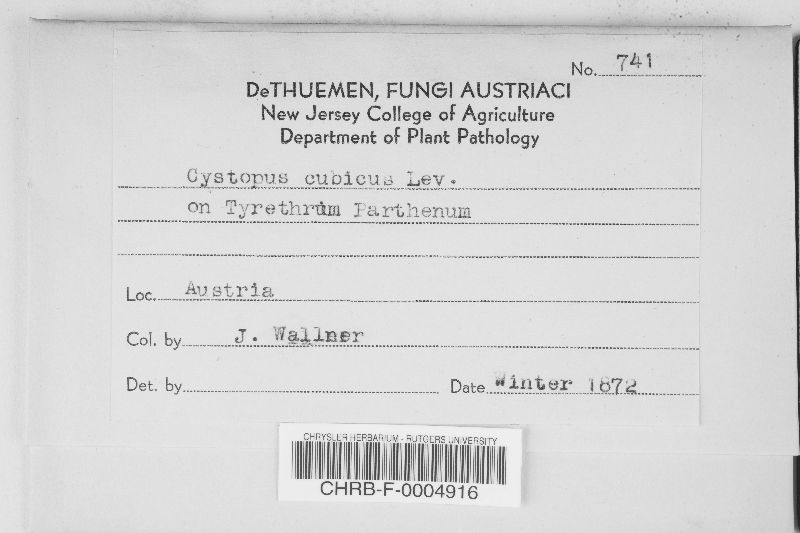 No. 741
DeTHUEMEN, FUNGI AUSTRIACI
New Jersey College of Agriculture
Department of Plant Pathology
Cystopus cubicus Lev.
on Tyrethrum Parthenum
Loc. Austria
Col. by J. Wallner
Det. by
Date Winter 1872
CHRYSLER HERBARIUM - RUTGERS UNIVERSITY
CHRB-F-0004916